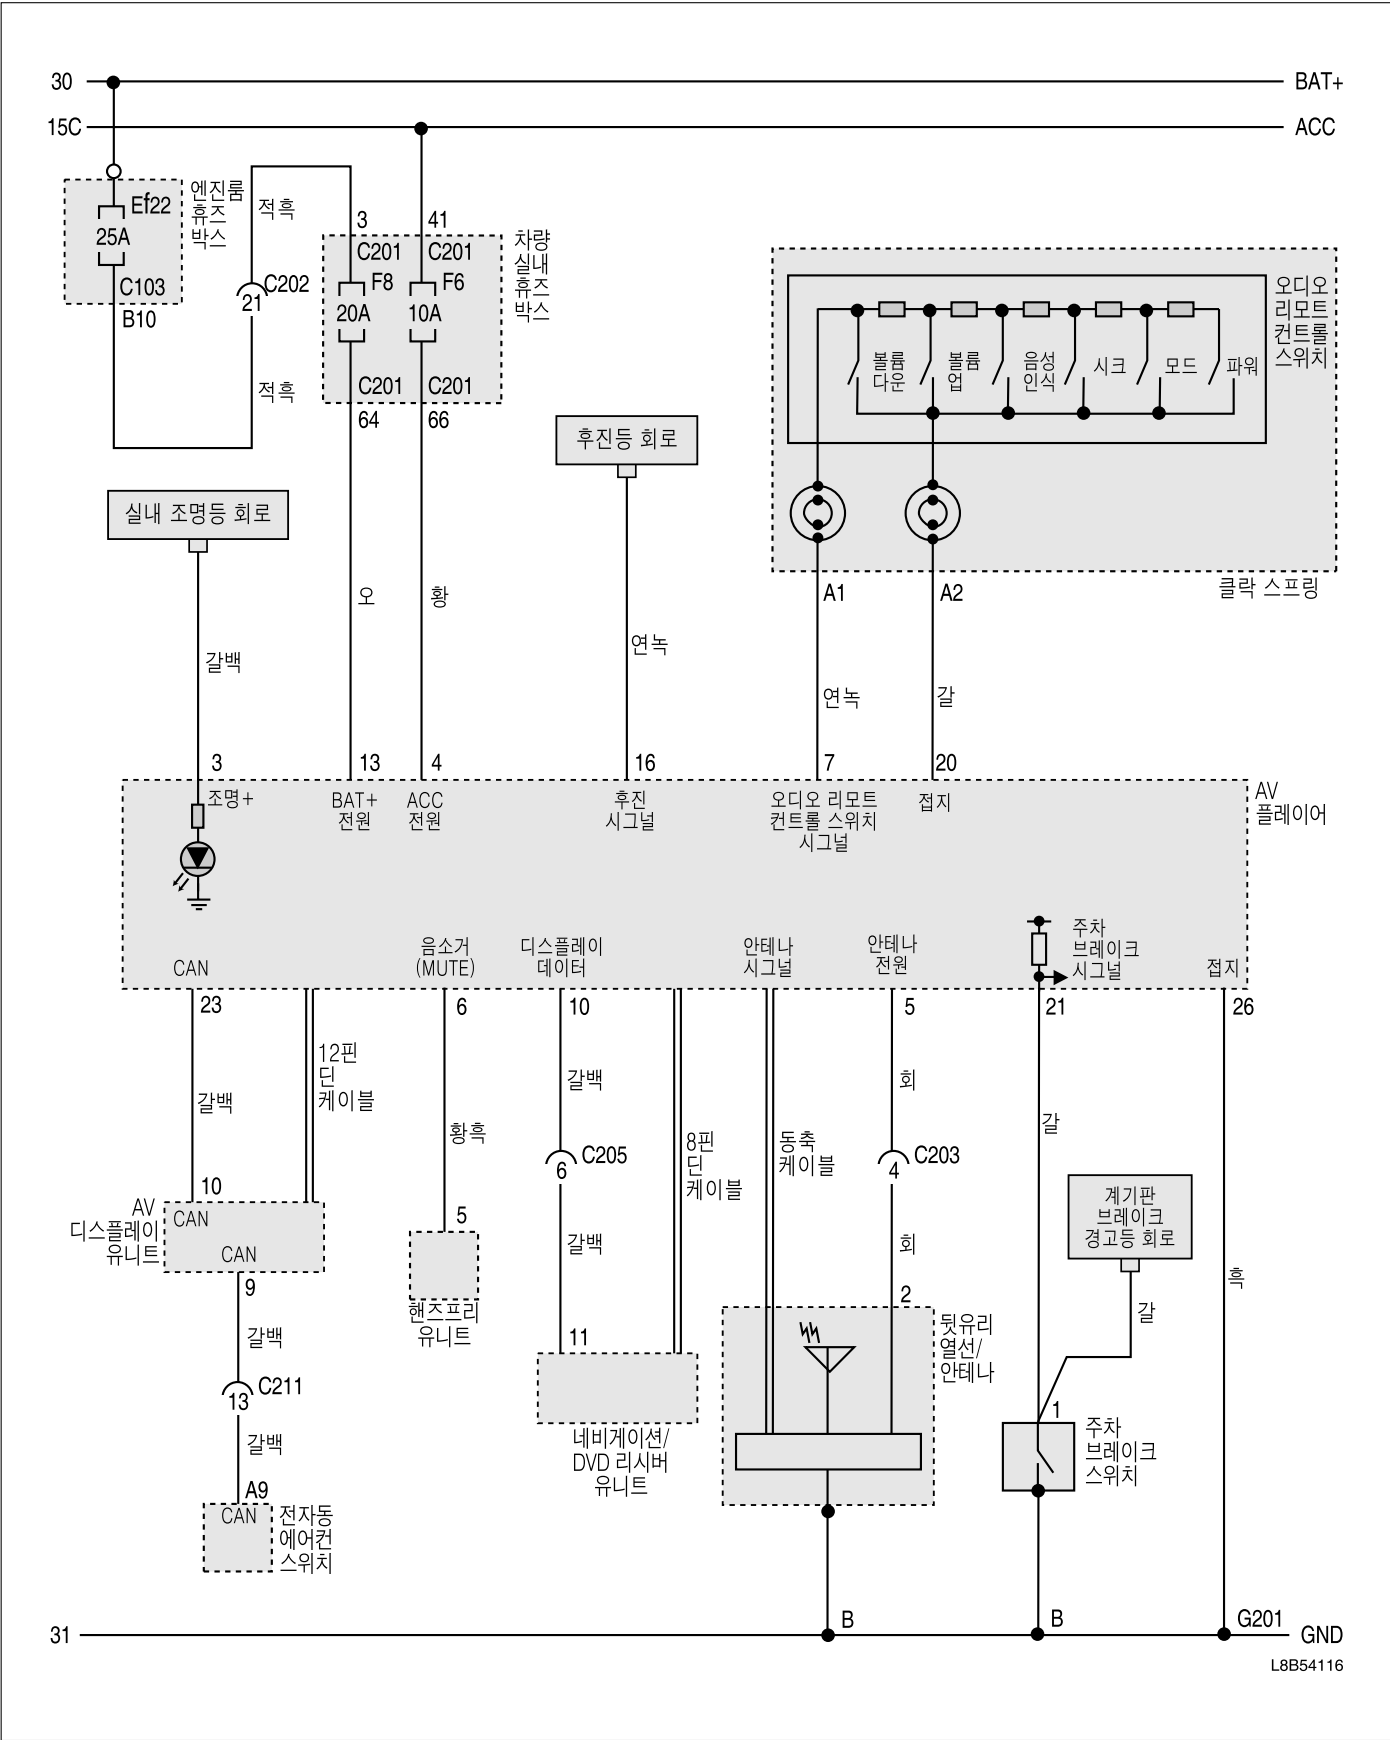 30
BAT+
15C
ACC
Ef22
25A
C103
B10
엔진룸
휴즈
박스
적흑
C202
21
적흑
3
41
C201
C201
F8
F6
20A
10A
C201
C201
64
66
차량
실내
휴즈
박스
후진등 회로
실내 조명등 회로
오디오
리모트
컨트롤
스위치
볼륨
다운
볼륨
업
음성
인식
시크
모드
파워
클락 스프링
A1
A2
오
황
갈백
연녹
연녹
갈
3
13
4
16
7
20
조명+
BAT+
전원
ACC
전원
후진
시그널
오디오 리모트
컨트롤 스위치
시그널
접지
AV
플레이어
CAN
음소거
(MUTE)
디스플레이
데이터
안테나
시그널
안테나
전원
주차
브레이크
시그널
접지
23
6
10
5
21
26
12핀
딘
케이블
갈백
황흑
갈백
C205
6
8핀
딘
케이블
동축
케이블
회
C203
4
갈
계기판
브레이크
경고등 회로
10
AV
디스플레이
유니트
CAN
CAN
5
핸즈프리
유니트
갈백
회
흑
갈
9
갈백
C211
13
갈백
A9
CAN
전자동
에어컨
스위치
11
네비게이션/
DVD 리시버
유니트
2
뒷유리
열선/
안테나
1
주차
브레이크
스위치
B
B
G201
31
GND
L8B54116